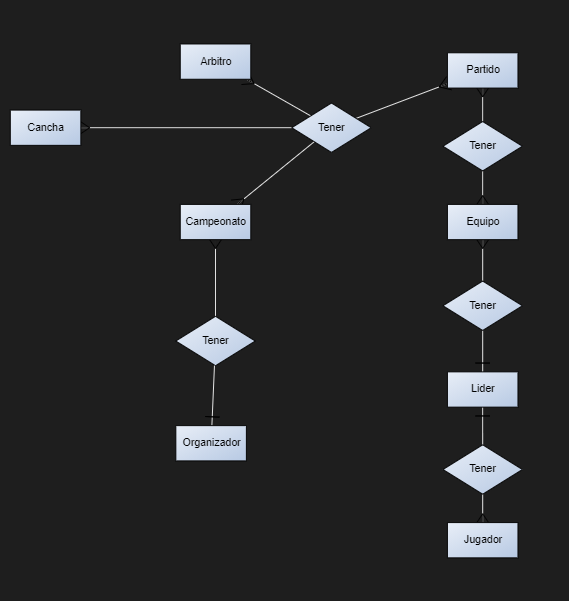 Arbitro
Partido
Cancha
Tener
Tener
Campeonato
Equipo
Tener
Tener
Lider
Organizador
Tener
Jugador